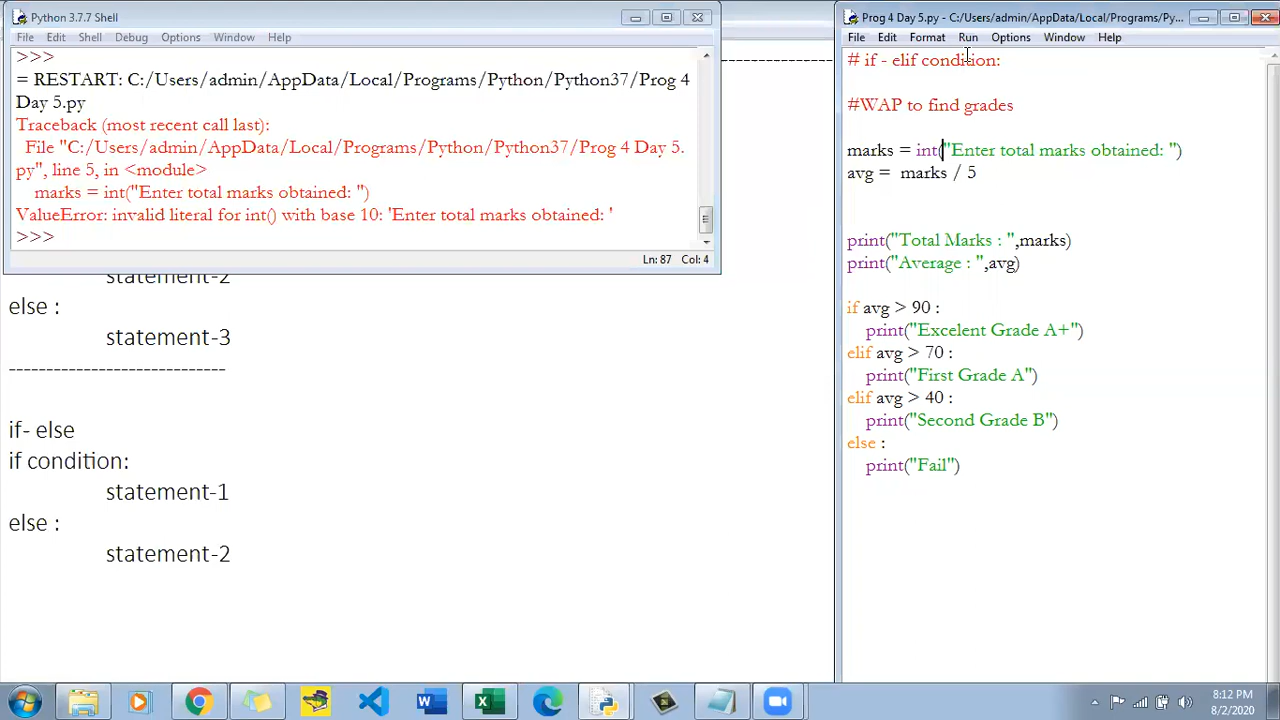 Python 3.7.7 Shell
File Edit Shell Debug Options Window Help
>>>
= RESTART: C:/Users/admin/AppData/Local/Programs/Python/Python37/Prog 4
Day 5.py
Traceback (most recent call last):
File "C:/Users/admin/AppData/Local/Programs/Python/Python37/Prog 4 Day 5.
py", line 5, in <module>
marks = int("Enter total marks obtained: ")
ValueError: invalid literal for int() with base 10: 'Enter total marks obtained: '
>>>
Ln: 87 Col: 4
statement-2
else :
statement-3
----------------------------
if- else
if condition:
statement-1
else :
statement-2
Prog 4 Day 5.py - C:/Users/admin/AppData/Local/Programs/Py...
File Edit Format Run Options Window Help
# if - elif condition:
#WAP to find grades
marks = int("Enter total marks obtained: ")
avg =  marks / 5
print("Total Marks : ",marks)
print("Average : ",avg)
if avg > 90 :
print("Excelent Grade A+")
elif avg > 70 :
print("First Grade A")
elif avg > 40 :
print("Second Grade B")
else :
print("Fail")
8:12 PM
8/2/2020